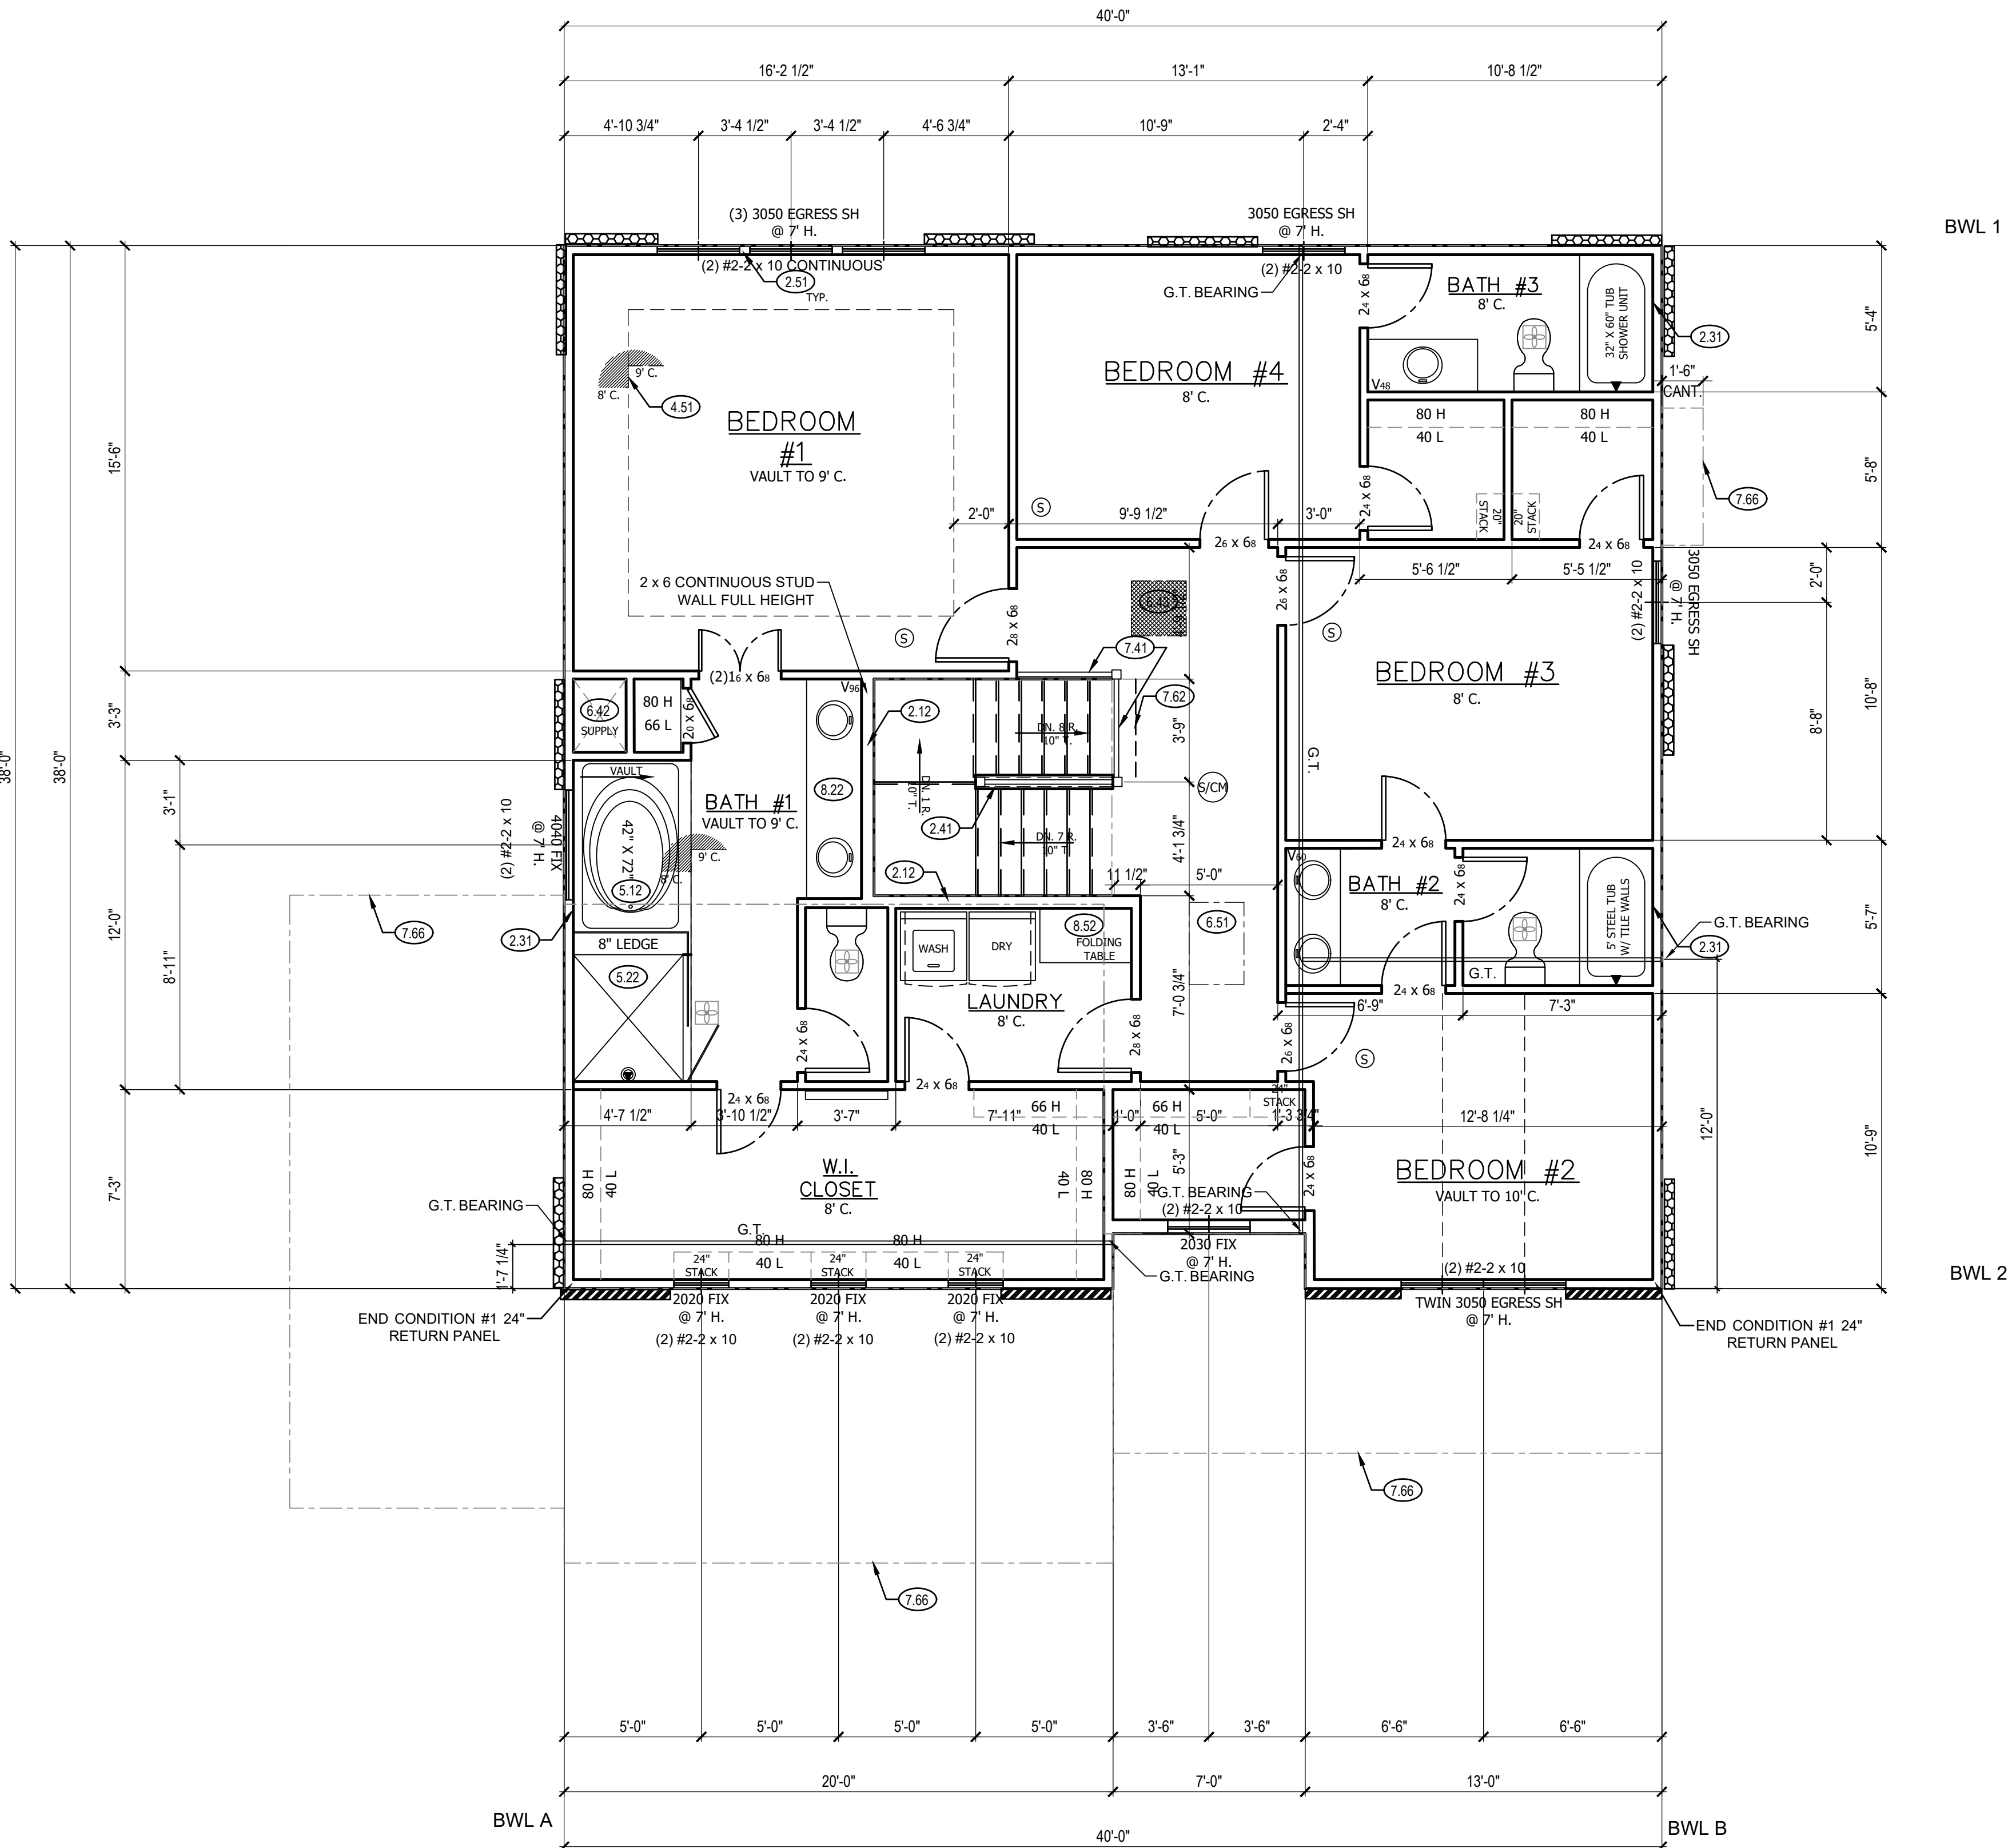 40'-0"
16'-2 1/2" 13'-1" 10'-8 1/2"
4'-10 3/4" 3'-4 1/2" 3'-4 1/2" 4'-6 3/4" 10'-9" 2'-4"
(3) 3050 EGRESS SH
@ 7' H.
(2) #2-2 x 10 CONTINUOUS
2.51
TYP.
3050 EGRESS SH
@ 7' H.
(2) #2-2 x 10
G.T. BEARING
BWL 1
24 x 68
BATH #3
8' C.
32" X 60" TUB
SHOWER UNIT
V48
2.31
5'-4"
1'-6"
CANT.
9' C.
8' C.
4.51
BEDROOM
#1
VAULT TO 9' C.
BEDROOM #4
8' C.
80 H
40 L
80 H
40 L
24 x 68
20"
STACK
20"
STACK
5'-8"
7.66
15'-6"
38'-0"
38'-0"
S
2'-0"
9'-9 1/2"
3'-0"
26 x 68
24 x 68
5'-6 1/2"
5'-5 1/2"
2 x 6 CONTINUOUS STUD
WALL FULL HEIGHT
S
28 x 68
6.42
26 x 68
S
(2) #2-2 x 10
@ 7' H.
3050 EGRESS SH
2'-0"
7.41
7.62
BEDROOM #3
8' C.
10'-8"
8'-8"
(2)16 x 68
3'-3"
6.42
SUPPLY
80 H
66 L
20 x 68
V96
2.12
DN. 8 R.
10" T.
3'-9"
DN. 1 R.
10" T.
G.T.
S/CM
VAULT
BATH #1
VAULT TO 9' C.
8.22
2.41
DN. 7 R.
10" T
4'-1 3/4"
3'-1"
(2) #2-2 x 10
@ 7' H.
4040 FIX
42" X 72"
9' C.
8' C.
5.12
2.12
11 1/2"
5'-0"
24 x 68
V60
BATH #2
8' C.
24 x 68
5' STEEL TUB
W/ TILE WALLS
5'-7"
G.T. BEARING
2.31
7.66
2.31
12'-0"
8'-11"
8" LEDGE
5.22
WASH
DRY
8.52
FOLDING
TABLE
6.51
G.T.
LAUNDRY
8' C.
7'-0 3/4"
24 x 68
6'-9"
7'-3"
24 x 68
28 x 68
26 x 68
S
24 x 68
24 x 68
4'-7 1/2"
3'-10 1/2"
3'-7"
7'-11"
66 H
40 L
1'-0"
66 H
40 L
5'-0"
24"
STACK
1'-3 3/4"
12'-8 1/4"
12'-0"
10'-9"
7'-3"
80 H
40 L
W.I.
CLOSET
8' C.
40 L
80 H
80 H
40 L
5'-3"
24 x 68
BEDROOM #2
VAULT TO 10' C.
G.T. BEARING
G.T. BEARING
(2) #2-2 x 10
G.T.
80 H
40 L
80 H
40 L
24"
STACK
24"
STACK
24"
STACK
1'-7 1/4"
2030 FIX
@ 7' H.
G.T. BEARING
(2) #2-2 x 10
BWL 2
END CONDITION #1 24"
RETURN PANEL
2020 FIX
@ 7' H.
(2) #2-2 x 10
2020 FIX
@ 7' H.
(2) #2-2 x 10
2020 FIX
@ 7' H.
(2) #2-2 x 10
TWIN 3050 EGRESS SH
@ 7' H.
END CONDITION #1 24"
RETURN PANEL
7.66
7.66
5'-0" 5'-0" 5'-0" 5'-0" 3'-6" 3'-6" 6'-6" 6'-6"
20'-0" 7'-0" 13'-0"
BWL A
40'-0"
BWL B